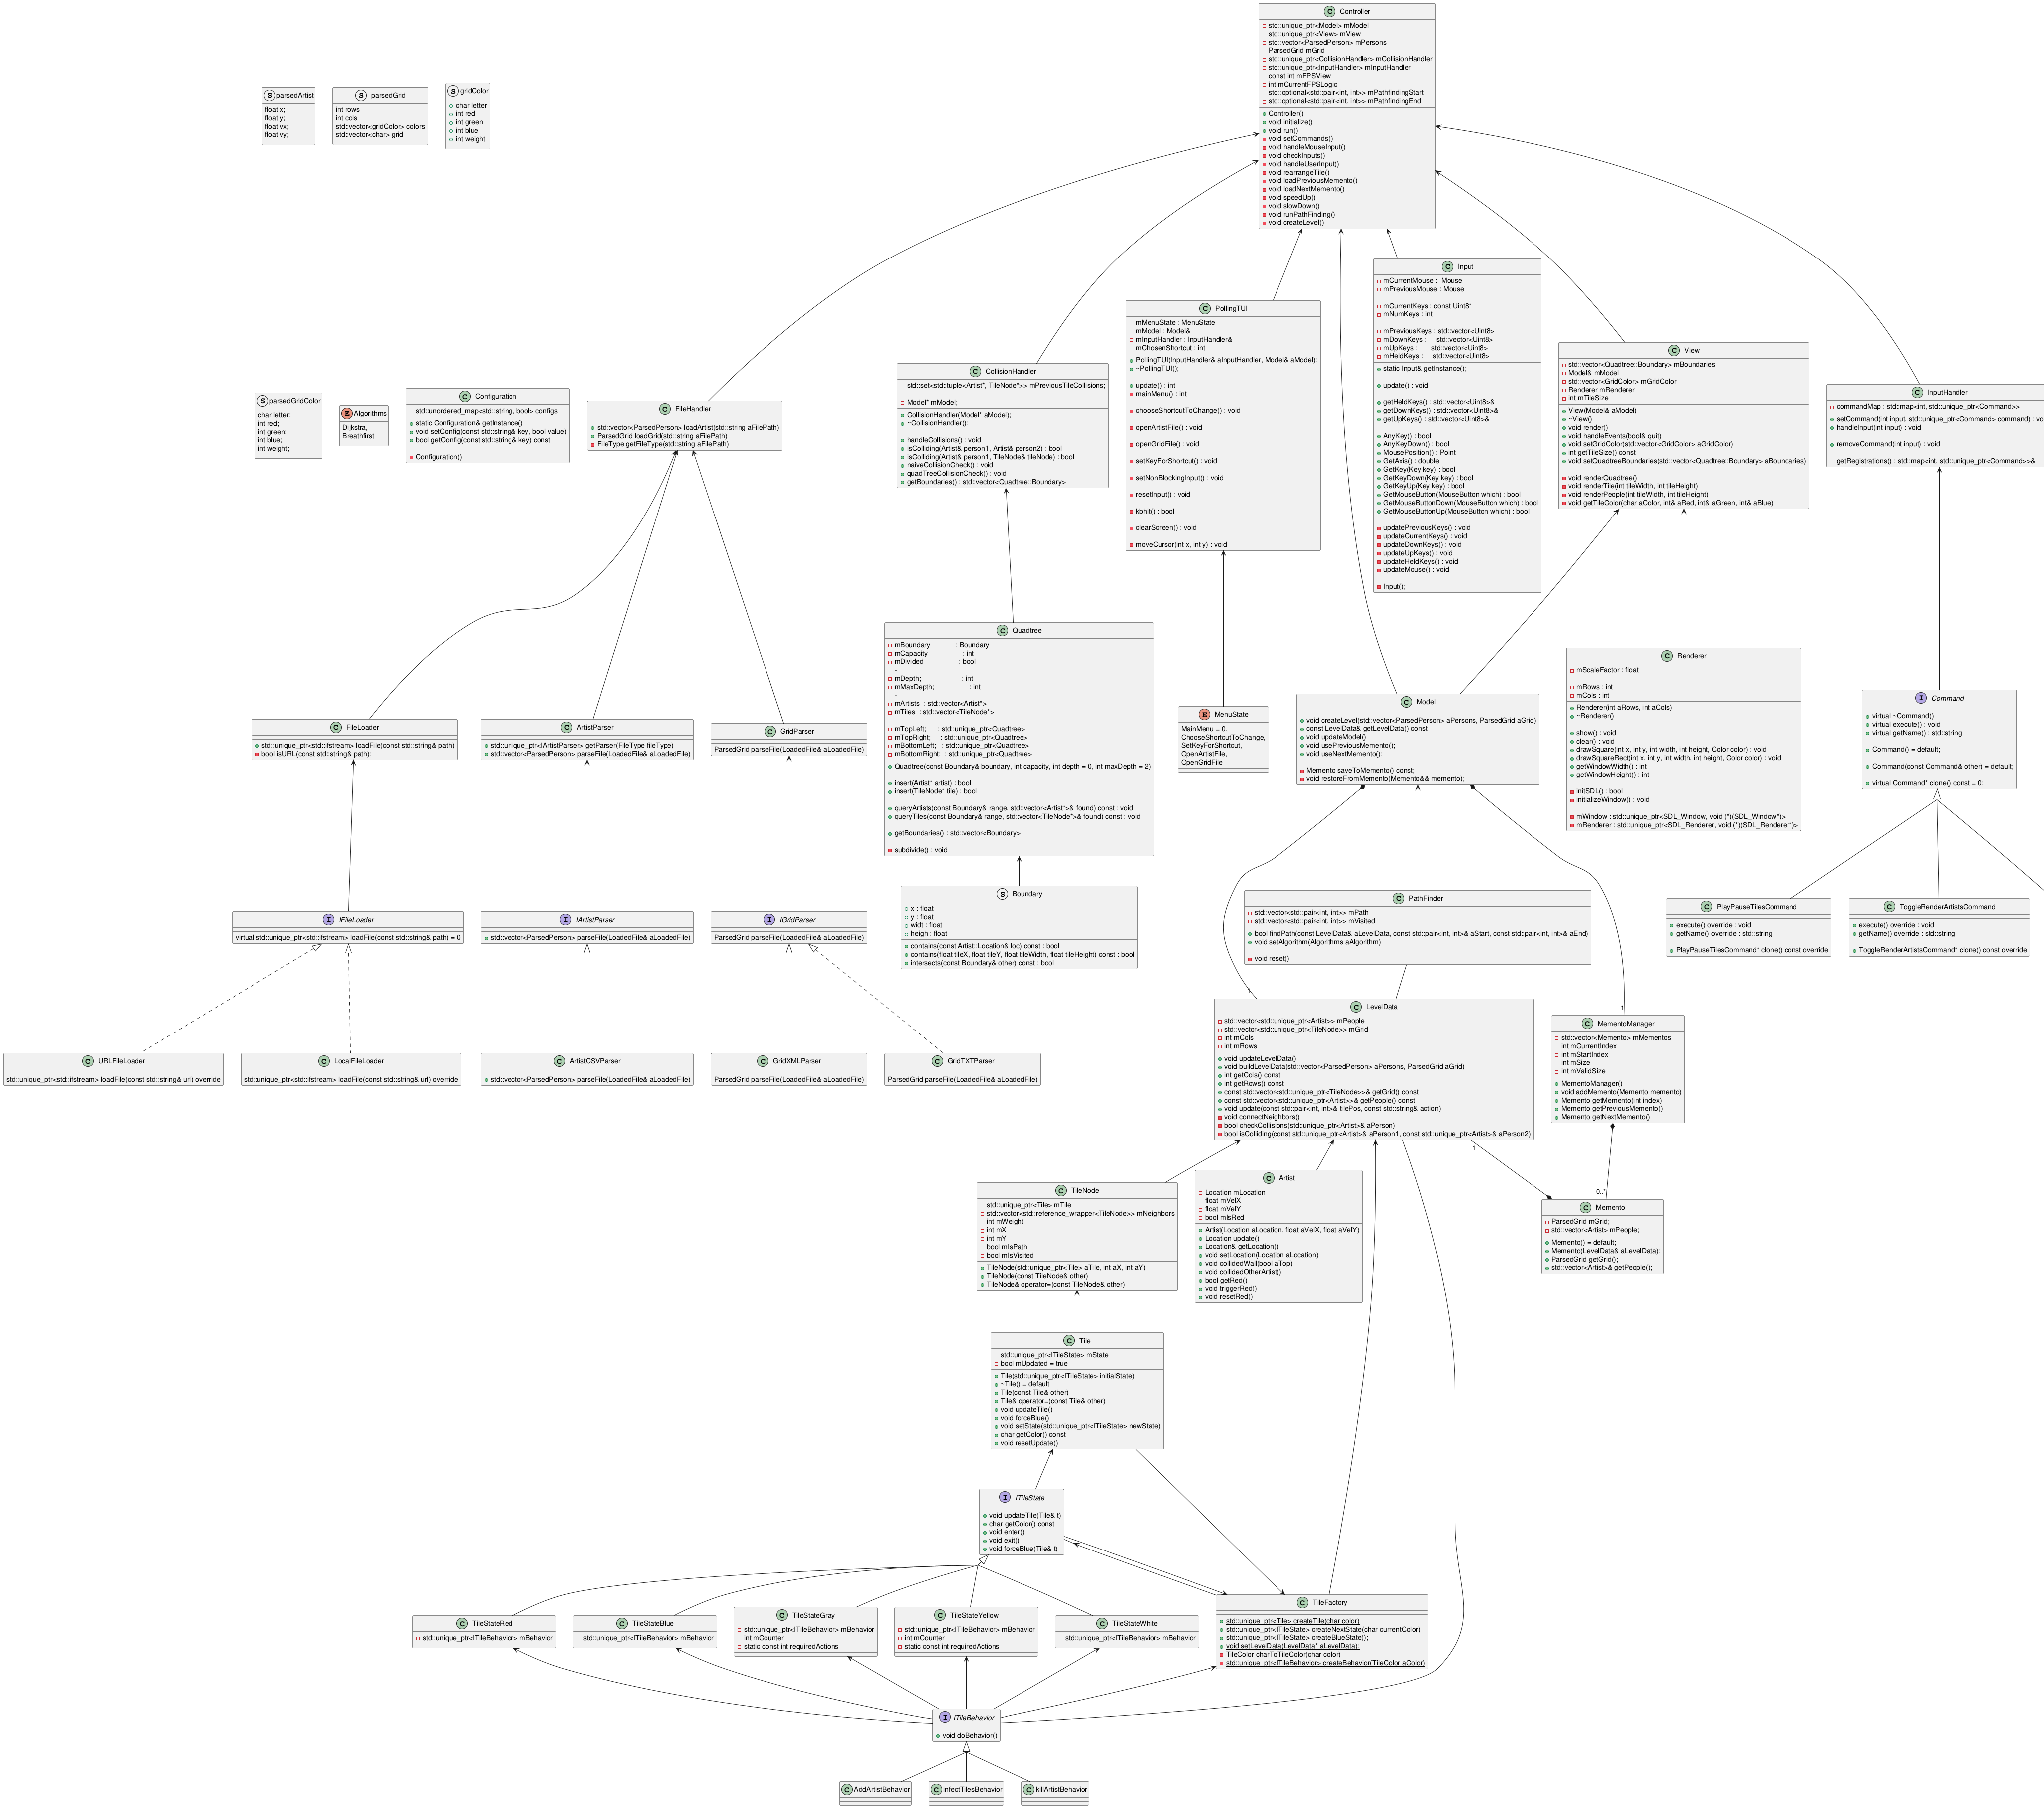 Controller
std::unique_ptr<Model> mModel
std::unique_ptr<View> mView
std::vector<ParsedPerson> mPersons
ParsedGrid mGrid
std::unique_ptr<CollisionHandler> mCollisionHandler
std::unique_ptr<InputHandler> mInputHandler
const int mFPSView
int mCurrentFPSLogic
std::optional<std::pair<int, int>> mPathfindingStart
std::optional<std::pair<int, int>> mPathfindingEnd
Controller()
void initialize()
void run()
void setCommands()
void handleMouseInput()
void checkInputs()
void handleUserInput()
void rearrangeTile()
void loadPreviousMemento()
void loadNextMemento()
void speedUp()
void slowDown()
void runPathFinding()
void createLevel()
parsedArtist
float x;
float y;
float vx;
float vy;
parsedGrid
int rows
int cols
std::vector<gridColor> colors
std::vector<char> grid
gridColor
char letter
int red
int green
int blue
int weight
parsedGridColor
char letter;
int red;
int green;
int blue;
int weight;
Algorithms
Dijkstra,
Breathfirst
Configuration
std::unordered_map<std::string, bool> configs
static Configuration& getInstance()
void setConfig(const std::string& key, bool value)
bool getConfig(const std::string& key) const
Configuration()
FileHandler
std::vector<ParsedPerson> loadArtist(std::string aFilePath)
ParsedGrid loadGrid(std::string aFilePath)
FileType getFileType(std::string aFilePath)
CollisionHandler
std::set<std::tuple<Artist*, TileNode*>> mPreviousTileCollisions;
Model* mModel;
CollisionHandler(Model* aModel);
~CollisionHandler();
handleCollisions() : void
isColliding(Artist& person1, Artist& person2) : bool
isColliding(Artist& person1, TileNode& tileNode) : bool
naiveCollisionCheck() : void
quadTreeCollisionCheck() : void
getBoundaries() : std::vector<Quadtree::Boundary>
PollingTUI
mMenuState : MenuState
mModel : Model&
mInputHandler : InputHandler&
mChosenShortcut : int
PollingTUI(InputHandler& aInputHandler, Model& aModel);
~PollingTUI();
update() : int
mainMenu() : int
chooseShortcutToChange() : void
openArtistFile() : void
openGridFile() : void
setKeyForShortcut() : void
setNonBlockingInput() : void
resetInput() : void
kbhit() : bool
clearScreen() : void
moveCursor(int x, int y) : void
Input
mCurrentMouse : Mouse
mPreviousMouse : Mouse
mCurrentKeys : const Uint8*
mNumKeys : int
mPreviousKeys : std::vector<Uint8>
mDownKeys : std::vector<Uint8>
mUpKeys : std::vector<Uint8>
mHeldKeys : std::vector<Uint8>
static Input& getInstance();
update() : void
getHeldKeys() : std::vector<Uint8>&
getDownKeys() : std::vector<Uint8>&
getUpKeys() : std::vector<Uint8>&
AnyKey() : bool
AnyKeyDown() : bool
MousePosition() : Point
GetAxis() : double
GetKey(Key key) : bool
GetKeyDown(Key key) : bool
GetKeyUp(Key key) : bool
GetMouseButton(MouseButton which) : bool
GetMouseButtonDown(MouseButton which) : bool
GetMouseButtonUp(MouseButton which) : bool
updatePreviousKeys() : void
updateCurrentKeys() : void
updateDownKeys() : void
updateUpKeys() : void
updateHeldKeys() : void
updateMouse() : void
Input();
View
std::vector<Quadtree::Boundary> mBoundaries
Model& mModel
std::vector<GridColor> mGridColor
Renderer mRenderer
int mTileSize
View(Model& aModel)
~View()
void render()
void handleEvents(bool& quit)
void setGridColor(std::vector<GridColor> aGridColor)
int getTileSize() const
void setQuadtreeBoundaries(std::vector<Quadtree::Boundary> aBoundaries)
void renderQuadtree()
void renderTile(int tileWidth, int tileHeight)
void renderPeople(int tileWidth, int tileHeight)
void getTileColor(char aColor, int& aRed, int& aGreen, int& aBlue)
InputHandler
commandMap : std::map<int, std::unique_ptr<Command>>
setCommand(int input, std::unique_ptr<Command> command) : vo
handleInput(int input) : void
removeCommand(int input) : void
getRegistrations() : std::map<int, std::unique_ptr<Command>>&
Quadtree
mBoundary : Boundary
mCapacity : int
mDivided : bool
-
mDepth; : int
mMaxDepth; : int
-
mArtists : std::vector<Artist*>
mTiles : std::vector<TileNode*>
mTopLeft; : std::unique_ptr<Quadtree>
mTopRight; : std::unique_ptr<Quadtree>
mBottomLeft; : std::unique_ptr<Quadtree>
mBottomRight; : std::unique_ptr<Quadtree>
Quadtree(const Boundary& boundary, int capacity, int depth = 0, int maxDepth = 2)
insert(Artist* artist) : bool
insert(TileNode* tile) : bool
queryArtists(const Boundary& range, std::vector<Artist*>& found) const : void
queryTiles(const Boundary& range, std::vector<TileNode*>& found) const : void
getBoundaries() : std::vector<Boundary>
subdivide() : void
MenuState
MainMenu = 0,
ChooseShortcutToChange,
SetKeyForShortcut,
OpenArtistFile,
OpenGridFile
Model
void createLevel(std::vector<ParsedPerson> aPersons, ParsedGrid aGrid)
const LevelData& getLevelData() const
void updateModel()
void usePreviousMemento();
void useNextMemento();
Memento saveToMemento() const;
void restoreFromMemento(Memento&& memento);
Renderer
mScaleFactor : float
mRows : int
mCols : int
Renderer(int aRows, int aCols)
~Renderer()
show() : void
clear() : void
drawSquare(int x, int y, int width, int height, Color color) : void
drawSquareRect(int x, int y, int width, int height, Color color) : void
getWindowWidth() : int
getWindowHeight() : int
initSDL() : bool
initializeWindow() : void
mWindow : std::unique_ptr<SDL_Window, void (*)(SDL_Window*)>
mRenderer : std::unique_ptr<SDL_Renderer, void (*)(SDL_Renderer*)>
Command
virtual ~Command()
virtual execute() : void
virtual getName() : std::string
Command() = default;
Command(const Command& other) = default;
virtual Command* clone() const = 0;
FileLoader
std::unique_ptr<std::ifstream> loadFile(const std::string& path)
bool isURL(const std::string& path);
ArtistParser
std::unique_ptr<IArtistParser> getParser(FileType fileType)
std::vector<ParsedPerson> parseFile(LoadedFile& aLoadedFile)
GridParser
ParsedGrid parseFile(LoadedFile& aLoadedFile)
Boundary
x : float
y : float
widt : float
heigh : float
contains(const Artist::Location& loc) const : bool
contains(float tileX, float tileY, float tileWidth, float tileHeight) const : bool
intersects(const Boundary& other) const : bool
PathFinder
std::vector<std::pair<int, int>> mPath
std::vector<std::pair<int, int>> mVisited
bool findPath(const LevelData& aLevelData, const std::pair<int, int>& aStart, const std::pair<int, int>& aEnd)
void setAlgorithm(Algorithms aAlgorithm)
void reset()
PlayPauseTilesCommand
execute() override : void
getName() override : std::string
PlayPauseTilesCommand* clone() const override
ToggleRenderArtistsCommand
execute() override : void
getName() override : std::string
ToggleRenderArtistsCommand* clone() const override
IFileLoader
virtual std::unique_ptr<std::ifstream> loadFile(const std::string& path) = 0
IArtistParser
std::vector<ParsedPerson> parseFile(LoadedFile& aLoadedFile)
IGridParser
ParsedGrid parseFile(LoadedFile& aLoadedFile)
1
1
LevelData
std::vector<std::unique_ptr<Artist>> mPeople
std::vector<std::unique_ptr<TileNode>> mGrid
int mCols
int mRows
void updateLevelData()
void buildLevelData(std::vector<ParsedPerson> aPersons, ParsedGrid aGrid)
int getCols() const
int getRows() const
const std::vector<std::unique_ptr<TileNode>>& getGrid() const
const std::vector<std::unique_ptr<Artist>>& getPeople() const
void update(const std::pair<int, int>& tilePos, const std::string& action)
void connectNeighbors()
bool checkCollisions(std::unique_ptr<Artist>& aPerson)
bool isColliding(const std::unique_ptr<Artist>& aPerson1, const std::unique_ptr<Artist>& aPerson2)
MementoManager
std::vector<Memento> mMementos
int mCurrentIndex
int mStartIndex
int mSize
int mValidSize
MementoManager()
void addMemento(Memento memento)
Memento getMemento(int index)
Memento getPreviousMemento()
Memento getNextMemento()
URLFileLoader
std::unique_ptr<std::ifstream> loadFile(const std::string& url) override
LocalFileLoader
std::unique_ptr<std::ifstream> loadFile(const std::string& url) override
ArtistCSVParser
std::vector<ParsedPerson> parseFile(LoadedFile& aLoadedFile)
GridXMLParser
ParsedGrid parseFile(LoadedFile& aLoadedFile)
GridTXTParser
ParsedGrid parseFile(LoadedFile& aLoadedFile)
1
0..*
TileNode
std::unique_ptr<Tile> mTile
std::vector<std::reference_wrapper<TileNode>> mNeighbors
int mWeight
int mX
int mY
bool mIsPath
bool mIsVisited
TileNode(std::unique_ptr<Tile> aTile, int aX, int aY)
TileNode(const TileNode& other)
TileNode& operator=(const TileNode& other)
Artist
Location mLocation
float mVelX
float mVelY
bool mIsRed
Artist(Location aLocation, float aVelX, float aVelY)
Location update()
Location& getLocation()
void setLocation(Location aLocation)
void collidedWall(bool aTop)
void collidedOtherArtist()
bool getRed()
void triggerRed()
void resetRed()
Memento
ParsedGrid mGrid;
std::vector<Artist> mPeople;
Memento() = default;
Memento(LevelData& aLevelData);
ParsedGrid getGrid();
std::vector<Artist>& getPeople();
Tile
std::unique_ptr<ITileState> mState
bool mUpdated = true
Tile(std::unique_ptr<ITileState> initialState)
~Tile() = default
Tile(const Tile& other)
Tile& operator=(const Tile& other)
void updateTile()
void forceBlue()
void setState(std::unique_ptr<ITileState> newState)
char getColor() const
void resetUpdate()
ITileState
void updateTile(Tile& t)
char getColor() const
void enter()
void exit()
void forceBlue(Tile& t)
TileStateRed
std::unique_ptr<ITileBehavior> mBehavior
TileStateBlue
std::unique_ptr<ITileBehavior> mBehavior
TileStateGray
std::unique_ptr<ITileBehavior> mBehavior
int mCounter
static const int requiredActions
TileStateYellow
std::unique_ptr<ITileBehavior> mBehavior
int mCounter
static const int requiredActions
TileStateWhite
std::unique_ptr<ITileBehavior> mBehavior
TileFactory
std::unique_ptr<Tile> createTile(char color)
std::unique_ptr<ITileState> createNextState(char currentColor)
std::unique_ptr<ITileState> createBlueState();
void setLevelData(LevelData* aLevelData);
TileColor charToTileColor(char color)
std::unique_ptr<ITileBehavior> createBehavior(TileColor aColor)
ITileBehavior
void doBehavior()
AddArtistBehavior
infectTilesBehavior
killArtistBehavior